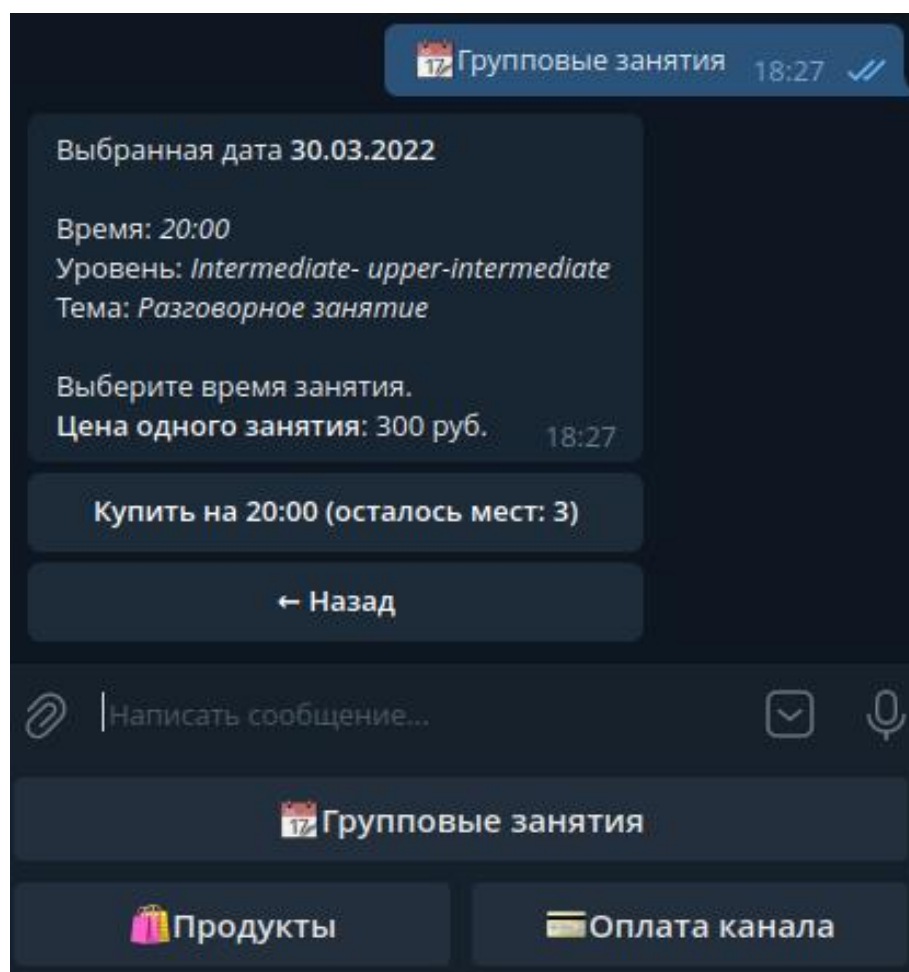 📅Групповые занятия 18:27
Выбранная дата 30.03.2022
Время: 20:00
Уровень: Intermediate- upper-intermediate
Тема: Разговорное занятие
Выберите время занятия.
Цена одного занятия: 300 руб. 18:27
Купить на 20:00 (осталось мест: 3)
← Назад
Написать сообщение...
📅Групповые занятия
🛍️Продукты
💳Оплата канала